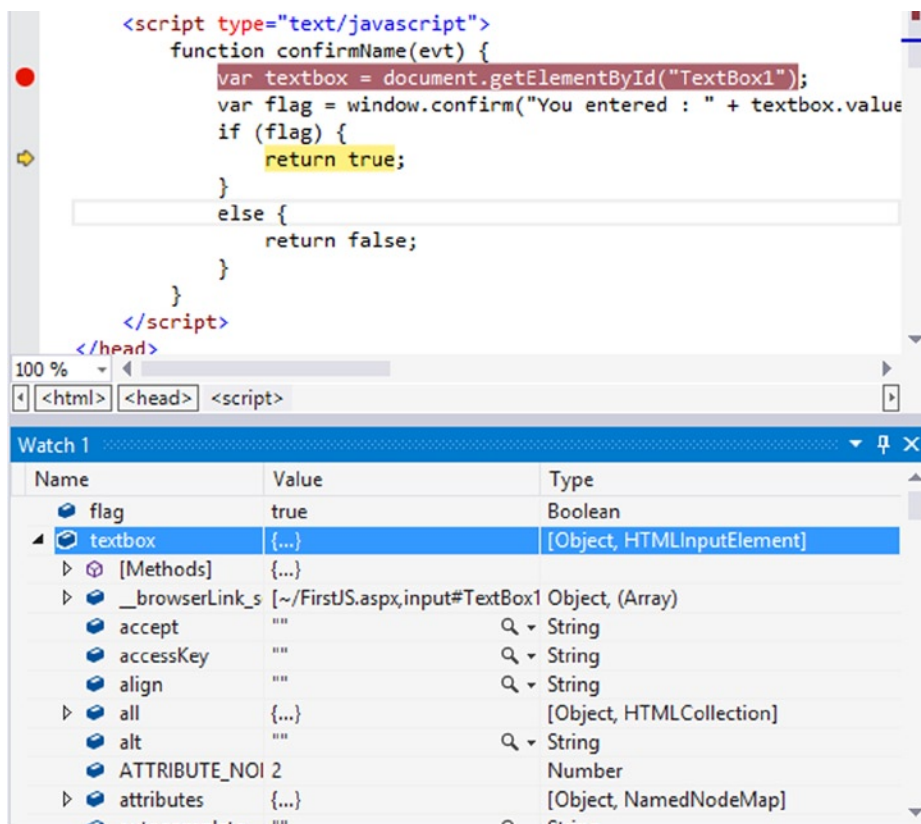 <script type="text/javascript">
function confirmName(evt) {
var textbox = document.getElementById("TextBox1");
var flag = window.confirm("You entered : " + textbox.value
if (flag) {
return true;
}
else {
return false;
}
}
</script>
</head>
100 %
<html> <head> <script>
Watch 1
Name Value Type
flag true Boolean
textbox {...} [Object, HTMLInputElement]
[Methods] {...}
__browserLink_s [~/FirstJS.aspx,input#TextBox1 Object, (Array)
accept "" String
accessKey "" String
align "" String
all {...} [Object, HTMLCollection]
alt "" String
ATTRIBUTE_NOI 2 Number
attributes {...} [Object, NamedNodeMap]